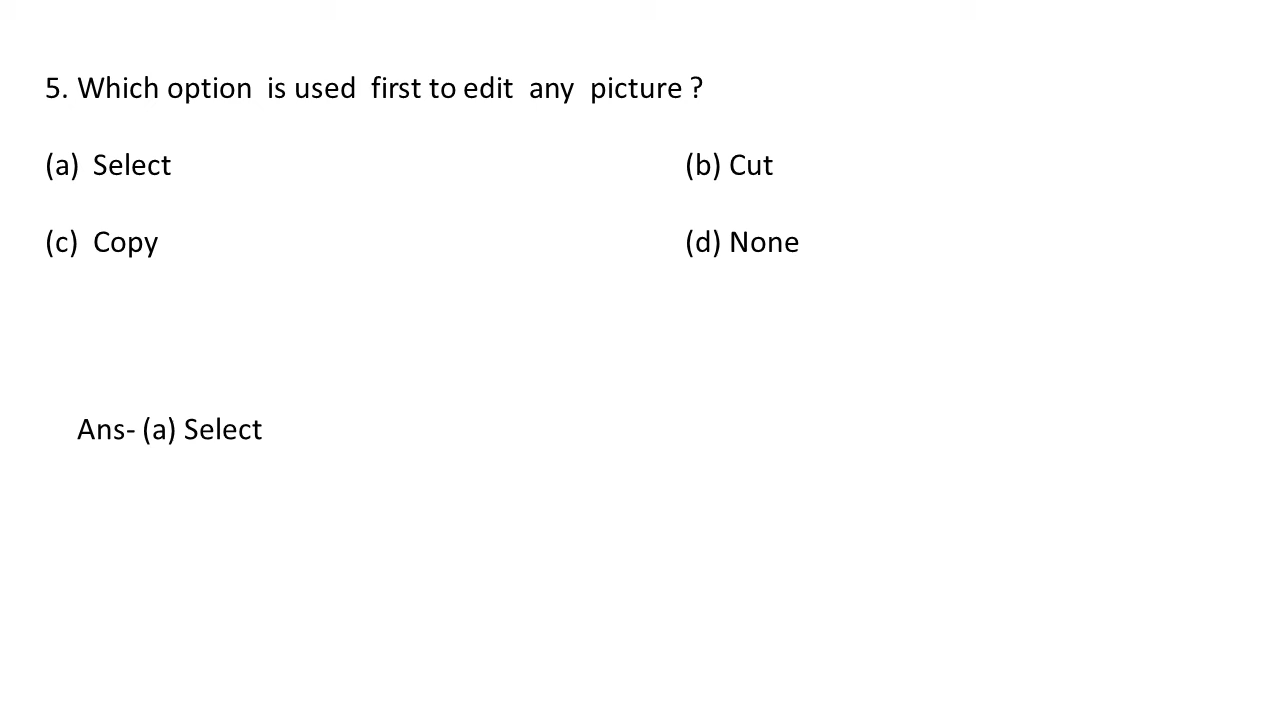 5. Which option is used first to edit any picture ?
(a) Select (b) Cut
(c) Copy (d) None
Ans- (a) Select